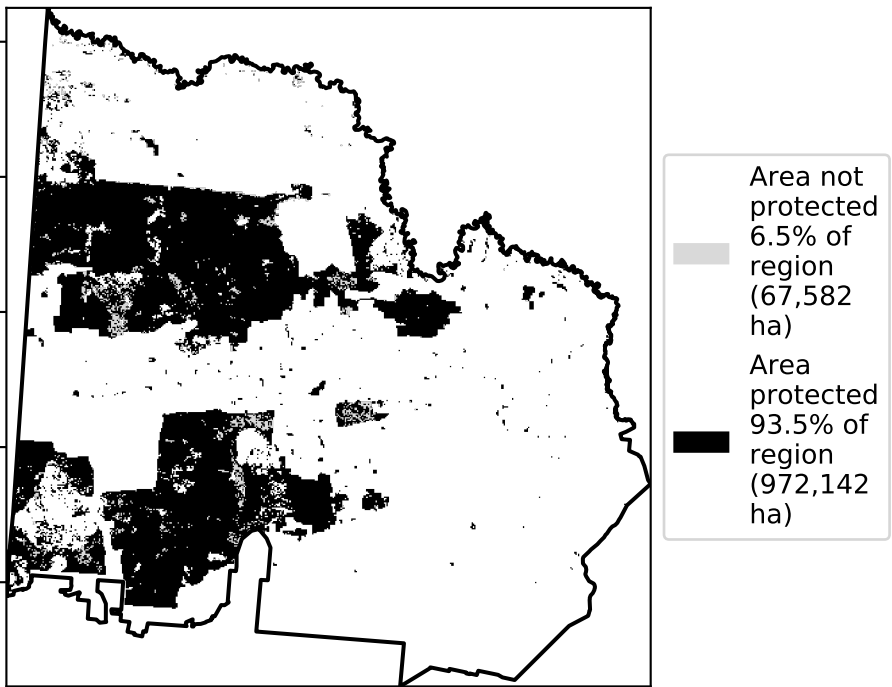 Area not
protected
6.5% of
region
(67,582
ha)
Area
protected
93.5% of
region
(972,142
ha)